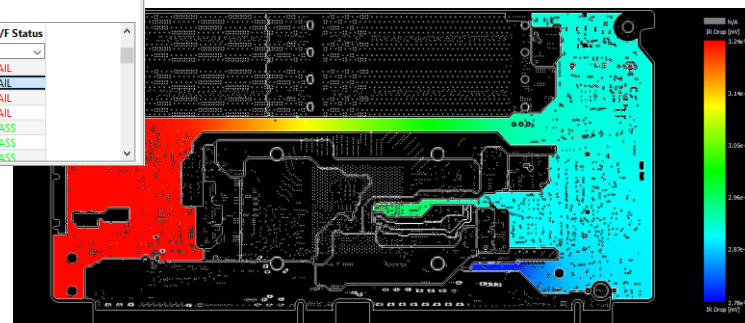 /F Status
AIL
AIL
AIL
AIL
ASS
ASS
ASS
N/A
IR Drop [mV]
3.24e
3.14e
3.05e
2.96e
2.87e
2.78e
IR Drop [mV]